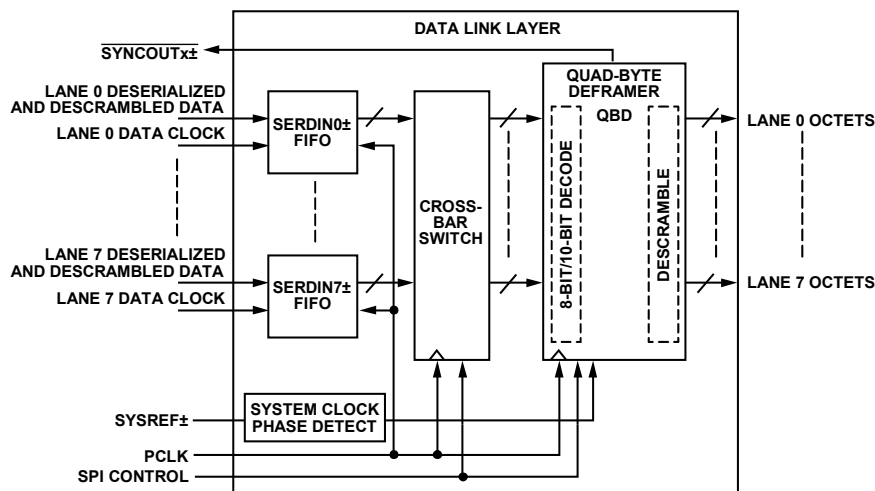 DATA LINK LAYER
SYNCOUTx±
LANE 0 DESERIALIZED
AND DESCRAMBLED DATA
LANE 0 DATA CLOCK
SERDIN0±
FIFO
LANE 7 DESERIALIZED
AND DESCRAMBLED DATA
LANE 7 DATA CLOCK
SERDIN7±
FIFO
CROSS-
BAR
SWITCH
QUAD-BYTE
DEFRAMER
QBD
8-BIT/10-BIT DECODE
DESCRAMBLE
LANE 0 OCTETS
LANE 7 OCTETS
SYSREF±
SYSTEM CLOCK
PHASE DETECT
PCLK
SPI CONTROL